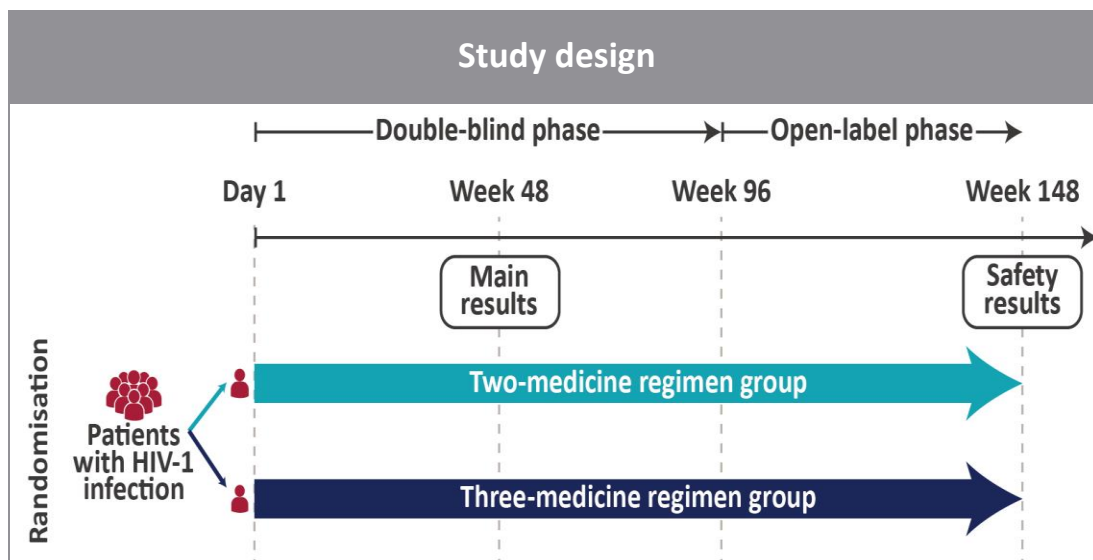 Study design
Double-blind phase
Open-label phase
Day 1
Week 48
Week 96
Week 148
Main
results
Safety
results
Randomisation
Patients
with HIV-1
infection
Two-medicine regimen group
Three-medicine regimen group